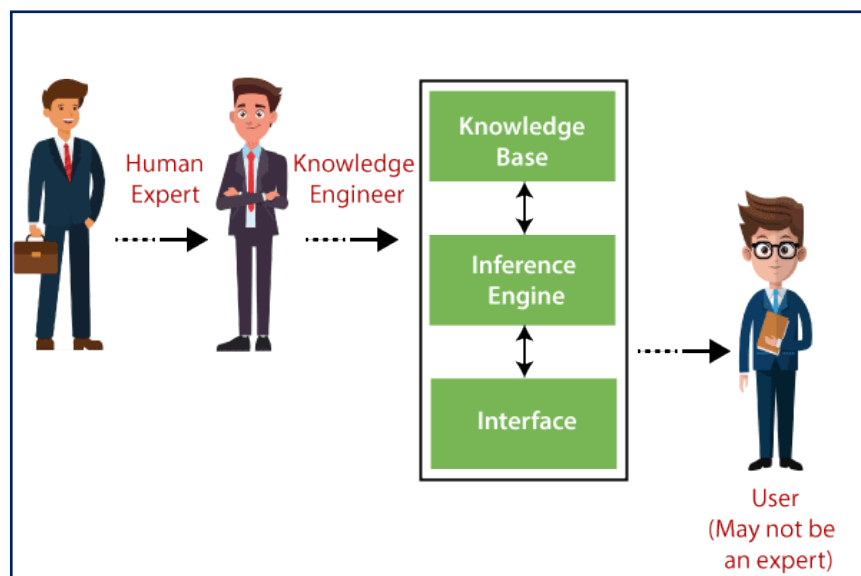 Human
Expert
Knowledge
Engineer
Knowledge
Base
Inference
Engine
Interface
User
(May not be
an expert)